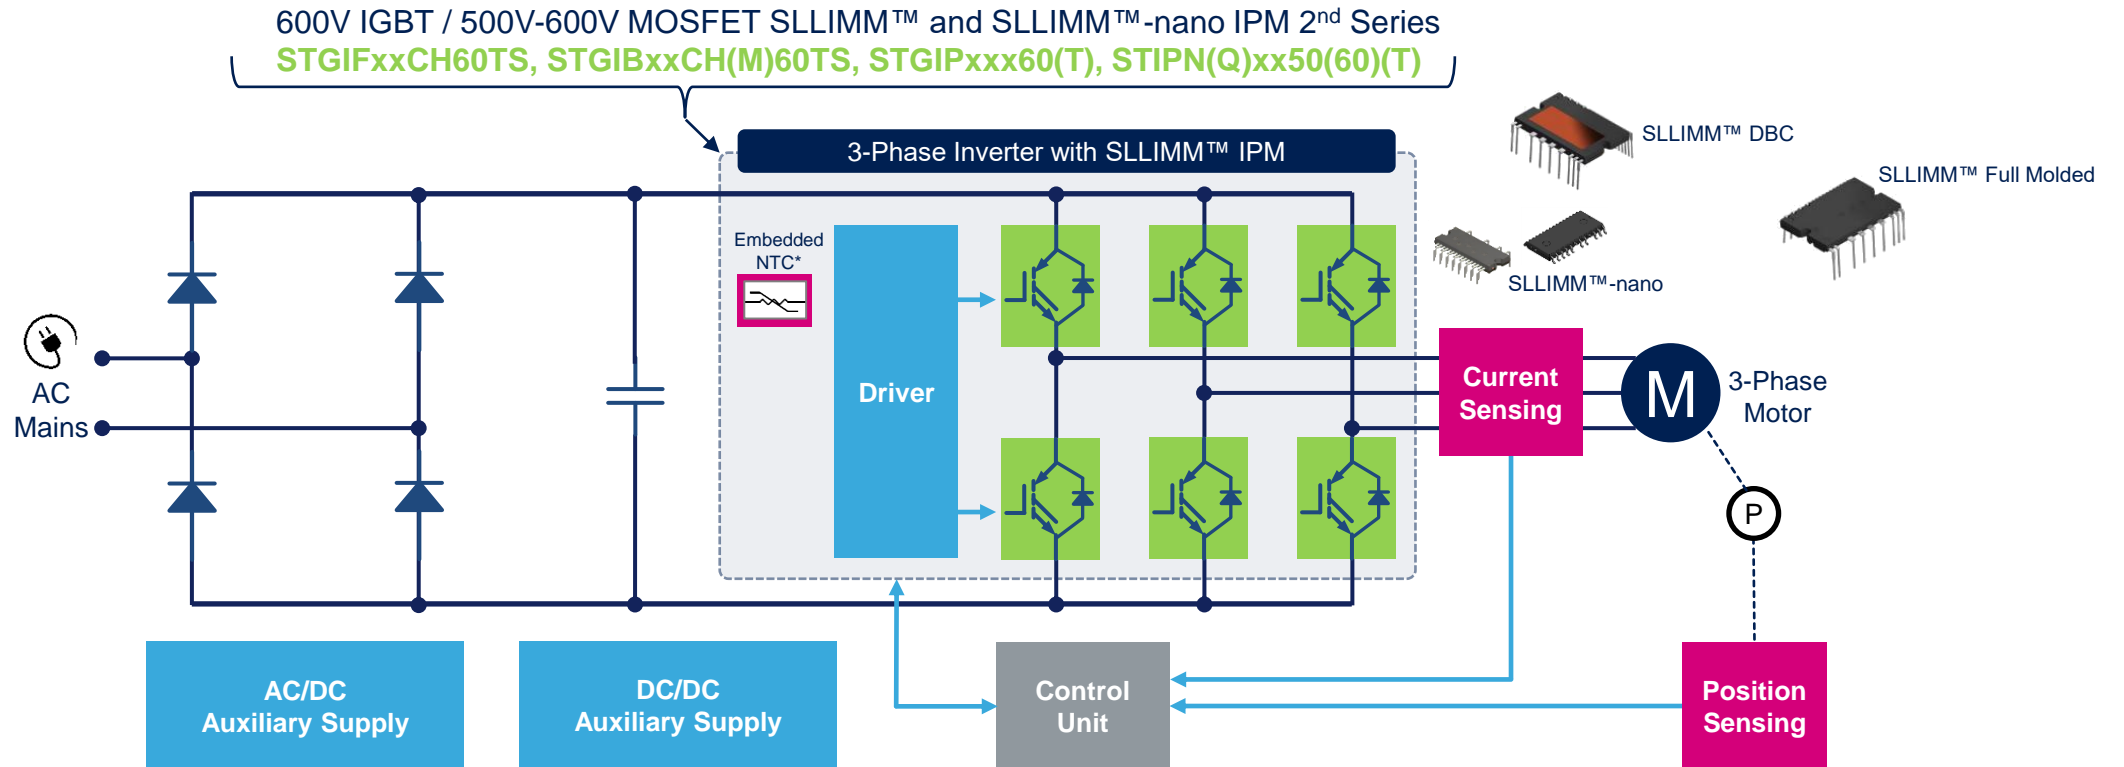 600V IGBT / 500V-600V MOSFET SLLIMM™ and SLLIMM™-nano IPM 2nd Series
STGIFxxCH60TS, STGIBxxCH(M)60TS, STGIPxxx60(T), STIPN(Q)xx50(60)(T)
3-Phase Inverter with SLLIMM™ IPM
SLLIMM™ DBC
SLLIMM™ Full Molded
SLLIMM™-nano
Embedded
NTC*
Driver
AC
Mains
Current
Sensing
M
3-Phase
Motor
P
AC/DC
Auxiliary Supply
DC/DC
Auxiliary Supply
Control
Unit
Position
Sensing